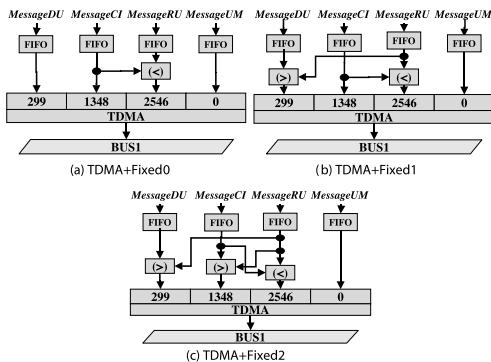 MessageDU MessageCI MessageRU MessageUM
FIFO FIFO FIFO FIFO
(<)
299 1348 2546 0
TDMA
BUS1
(a) TDMA+Fixed0
MessageDU MessageCI MessageRU MessageUM
FIFO FIFO FIFO FIFO
(>) (<)
299 1348 2546 0
TDMA
BUS1
(b) TDMA+Fixed1
MessageDU MessageCI MessageRU MessageUM
FIFO FIFO FIFO FIFO
(>) (>) (<)
299 1348 2546 0
TDMA
BUS1
(c) TDMA+Fixed2